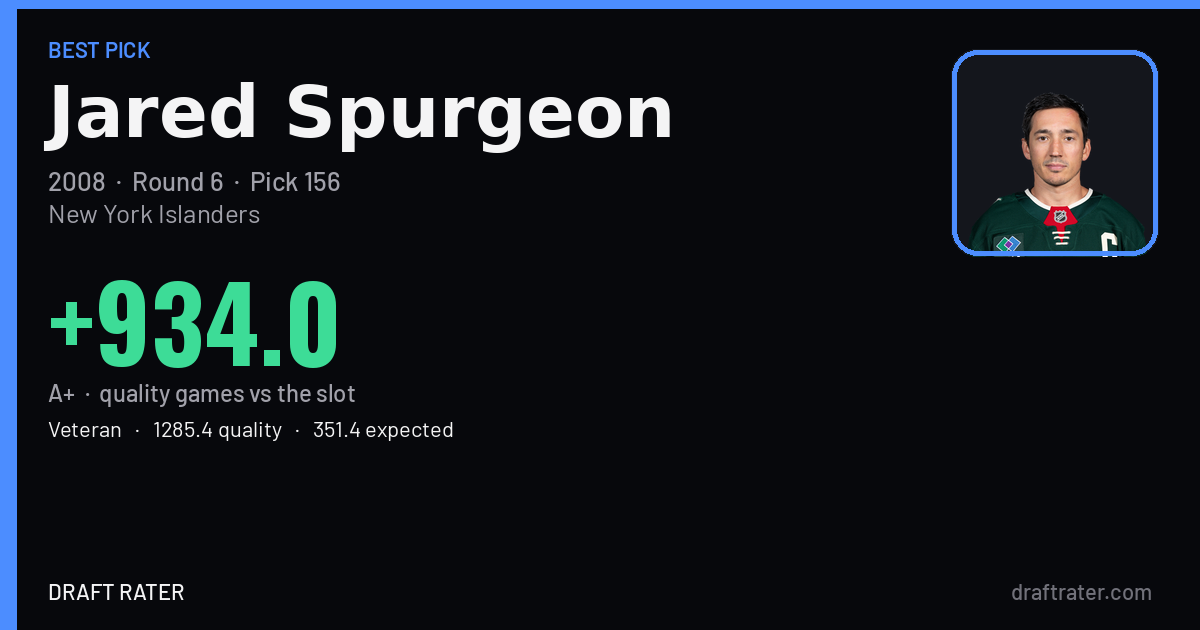 BEST PICK
Jared Spurgeon
2008 · Round 6 · Pick 156
New York Islanders
+934.0
A+ · quality games vs the slot
Veteran · 1285.4 quality · 351.4 expected
DRAFT RATER
draftrater.com